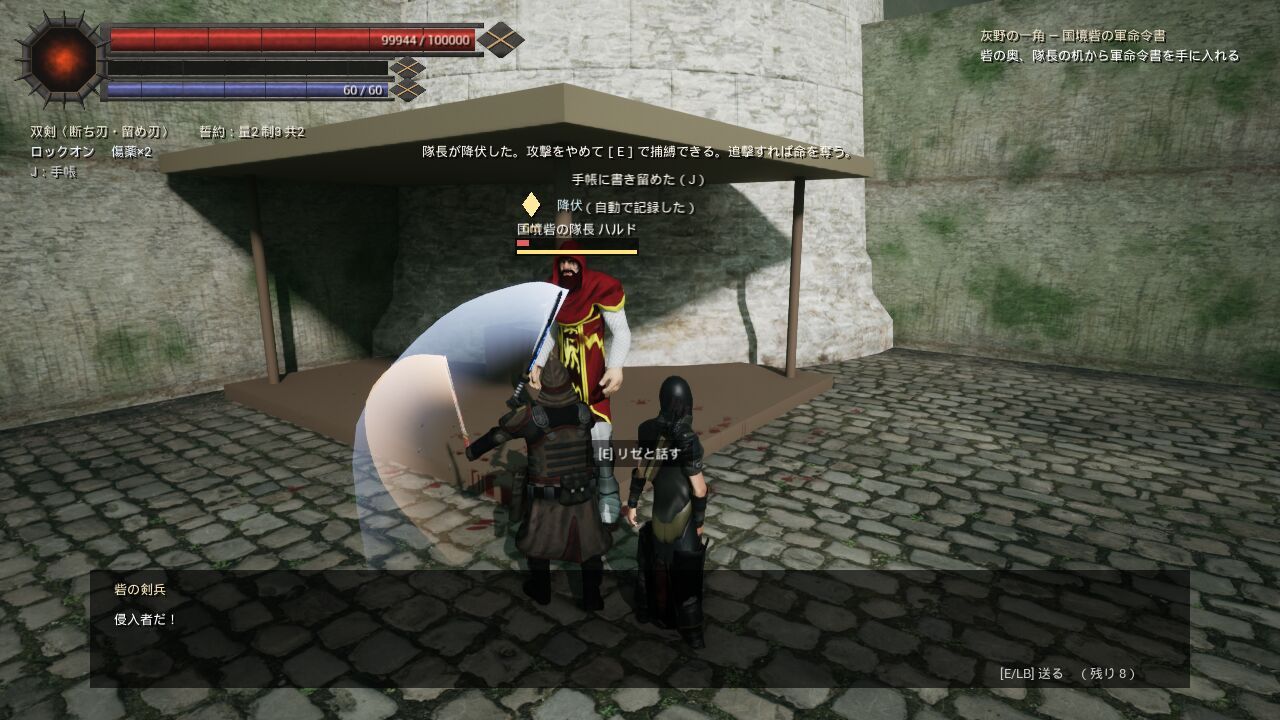 99944 / 100000
60 / 60
双剣（断ち刃・留め刃） 誓約：量2 制3 共2
ロックオン 傷薬×2
J：手帳
灰野の一角 – 国境砦の軍命令書
砦の奥、隊長の机から軍命令書を手に入れる
隊長が降伏した。攻撃をやめて [ E ] で捕縛できる。追撃すれば命を奪う。
手帳に書き留めた ( J )
降伏 ( 自動で記録した )
国境砦の隊長 ハルド
[E] リゼと話す
砦の剣兵
侵入者だ！
[E/LB] 送る （ 残り 8 ）